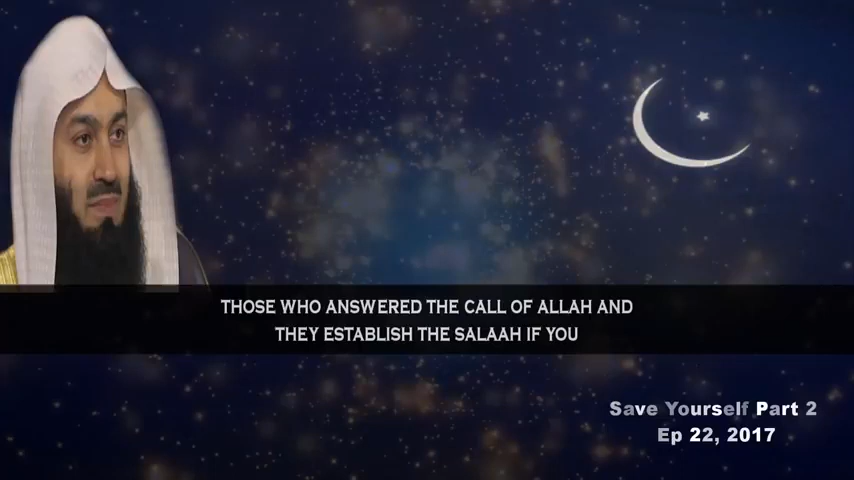 THOSE WHO ANSWERED THE CALL OF ALLAH AND
THEY ESTABLISH THE SALAAH IF YOU
Save Yourself Part 2
Ep 22, 2017